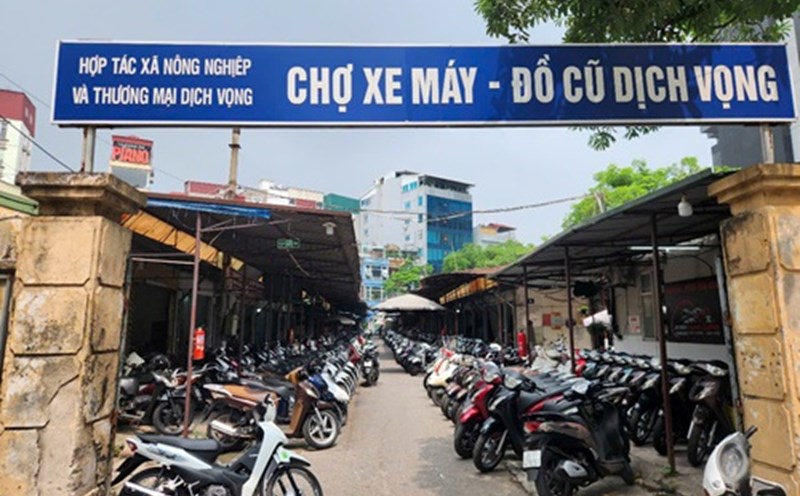 HỢP TÁC XÃ NÔNG NGHIỆP
VÀ THƯƠNG MẠI DỊCH VỌNG
CHỢ XE MÁY - ĐỒ CŨ DỊCH VỌNG
PIANO